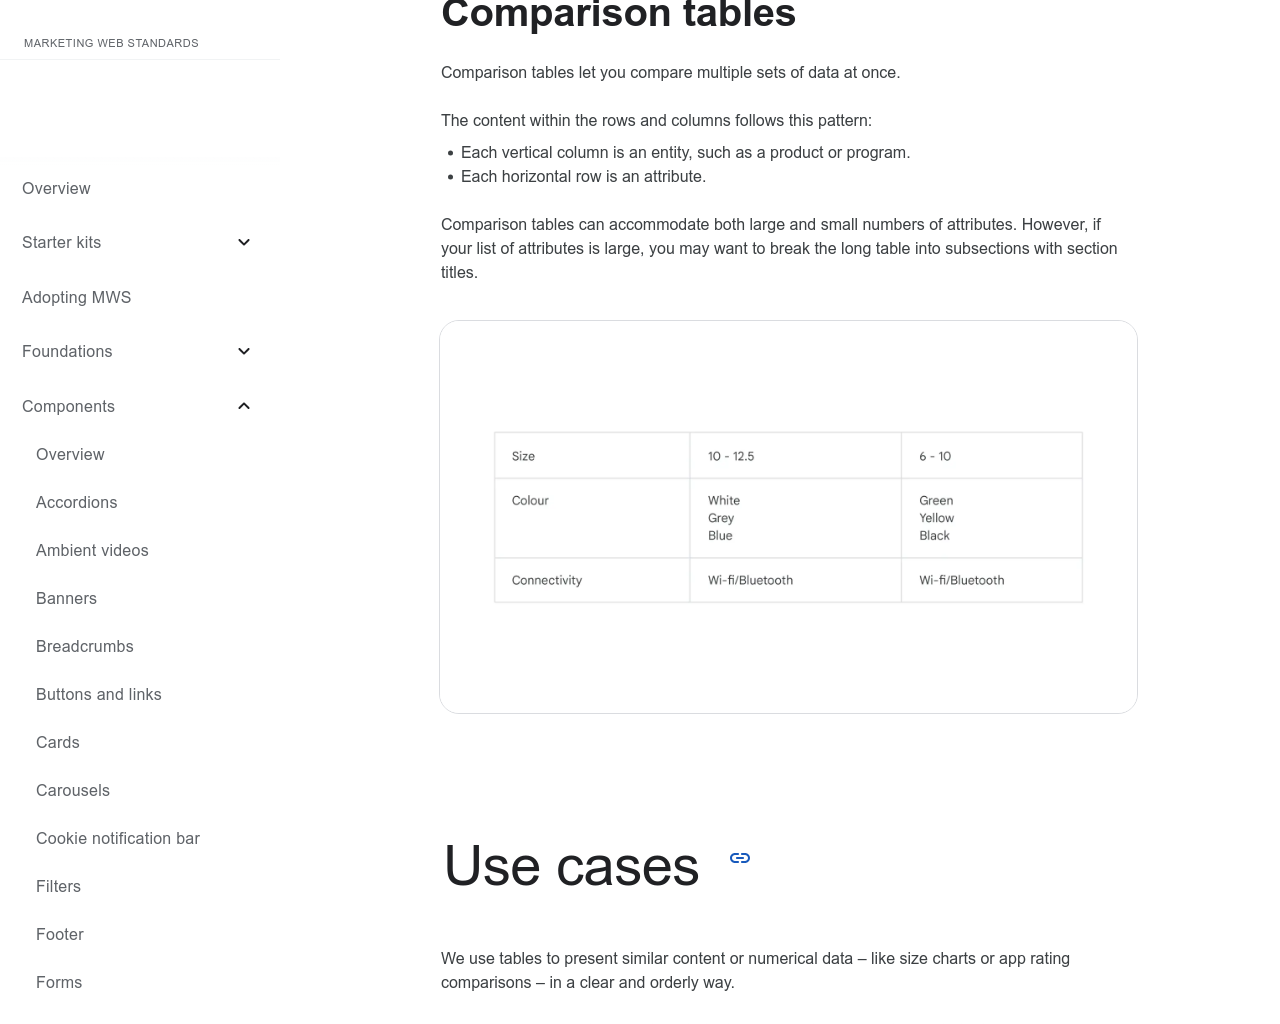 MARKETING WEB STANDARDS
Overview
Starter kits
Adopting MWS
Foundations
Components
Overview
Accordions
Ambient videos
Banners
Breadcrumbs
Buttons and links
Cards
Carousels
Cookie notification bar
Filters
Footer
Forms
Comparison tables
Comparison tables let you compare multiple sets of data at once.
The content within the rows and columns follows this pattern:
• Each vertical column is an entity, such as a product or program.
• Each horizontal row is an attribute.
Comparison tables can accommodate both large and small numbers of attributes. However, if
your list of attributes is large, you may want to break the long table into subsections with section
titles.
Size 10 - 12.5 6 - 10
Colour White Green
Grey Yellow
Blue Black
Connectivity Wi-fi/Bluetooth Wi-fi/Bluetooth
Use cases
We use tables to present similar content or numerical data – like size charts or app rating
comparisons – in a clear and orderly way.